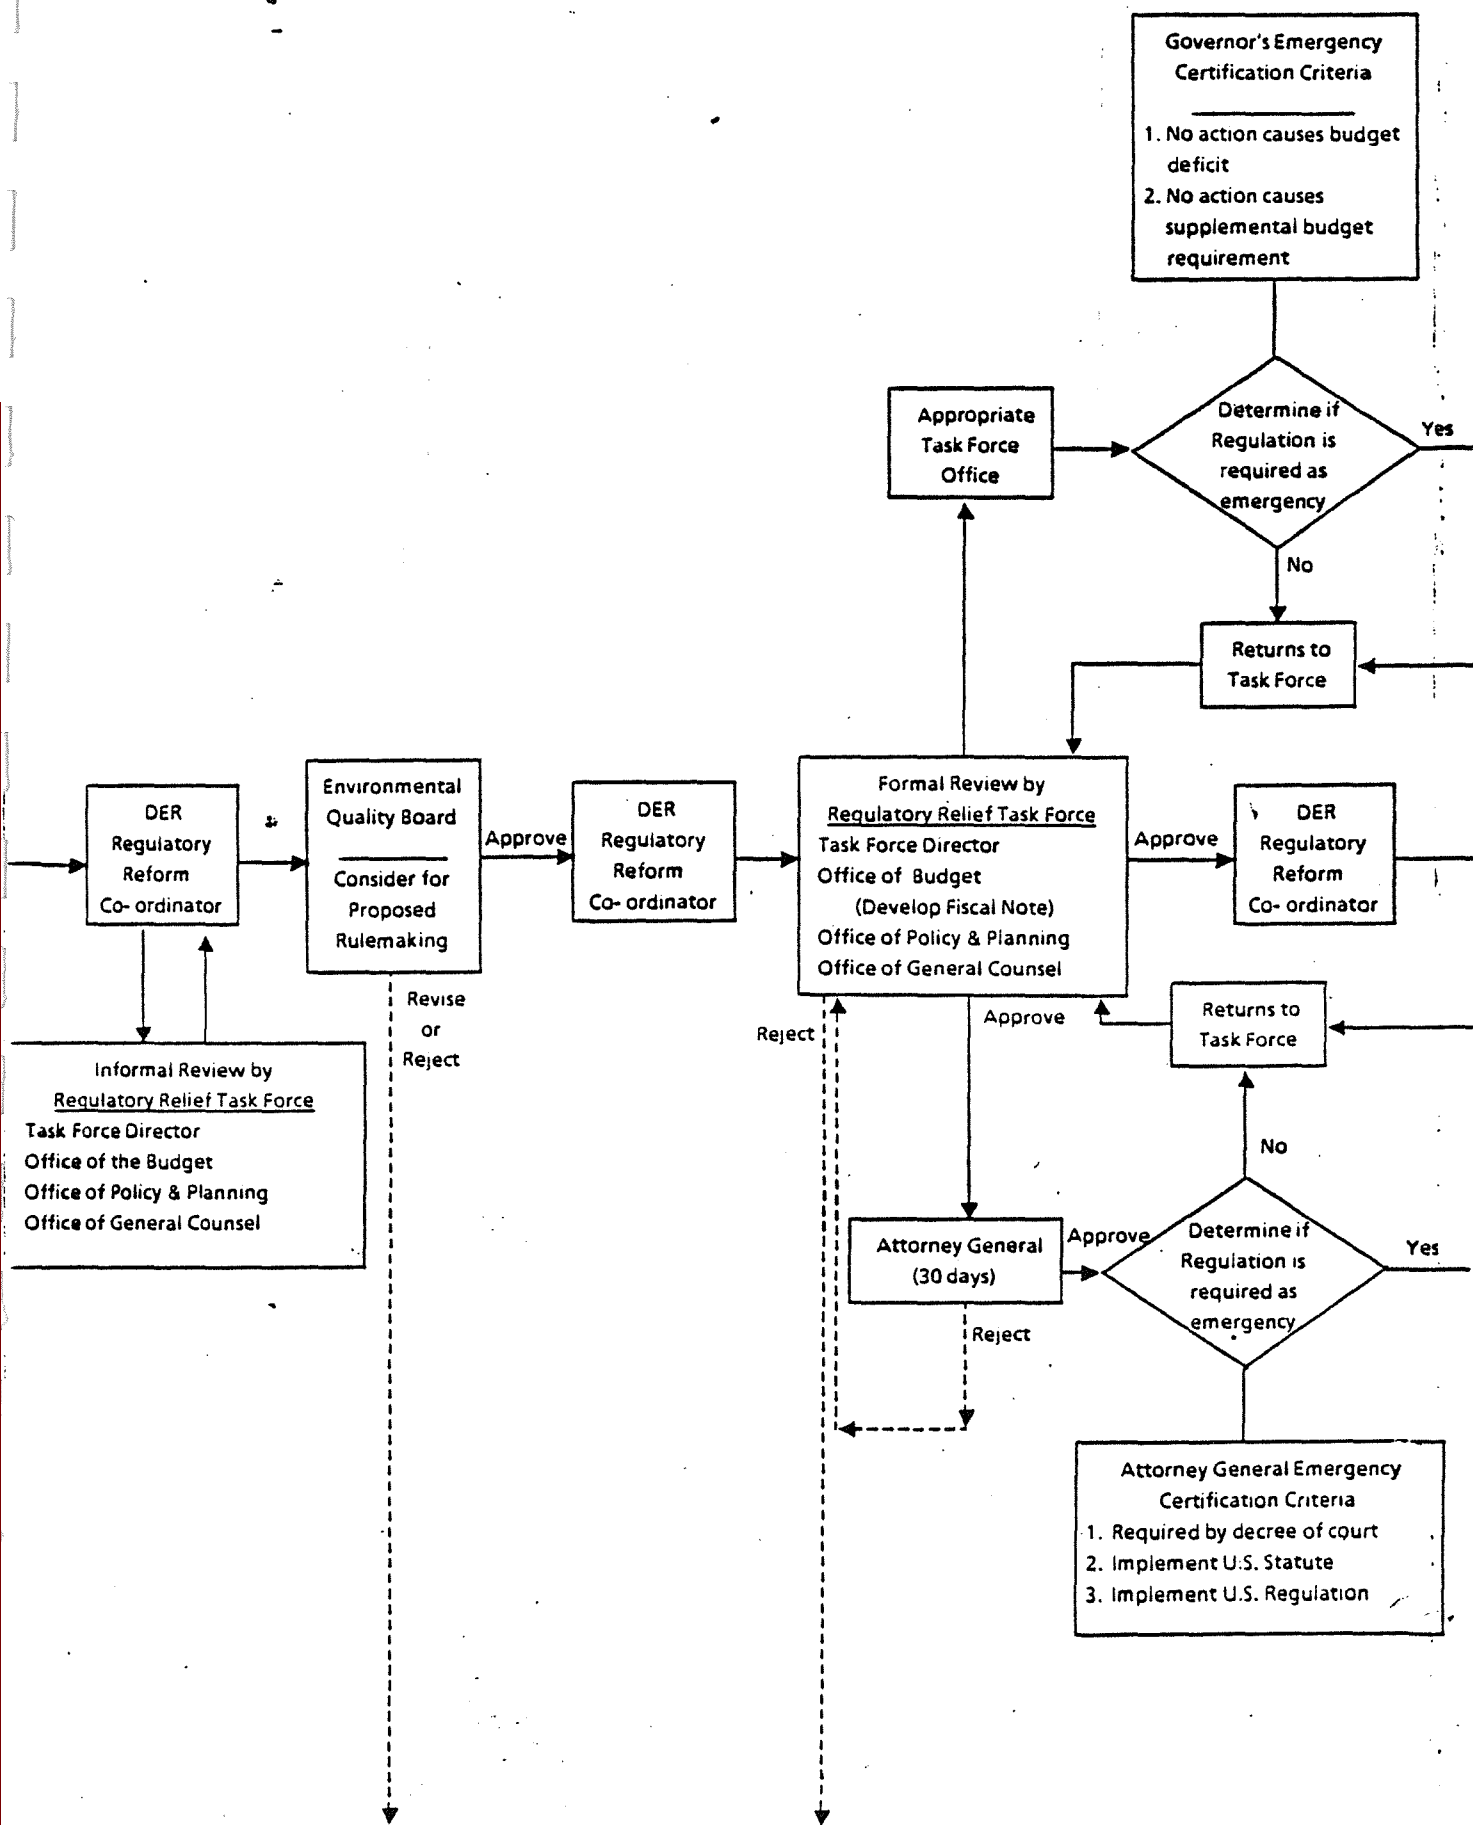 Governor's Emergency
Certification Criteria
1. No action causes budget
deficit
2. No action causes
supplemental budget
requirement
Appropriate
Task Force
Office
Determine if
Regulation is
required as
emergency
Yes
No
Returns to
Task Force
DER
Regulatory
Reform
Co- ordinator
Environmental
Quality Board
Consider for
Proposed
Rulemaking
Approve
DER
Regulatory
Reform
Co- ordinator
Formal Review by
Regulatory Relief Task Force
Task Force Director
Office of Budget
(Develop Fiscal Note)
Office of Policy & Planning
Office of General Counsel
Approve
DER
Regulatory
Reform
Co- ordinator
Revise
or
Reject
Reject
Approve
Returns to
Task Force
Informal Review by
Regulatory Relief Task Force
Task Force Director
Office of the Budget
Office of Policy & Planning
Office of General Counsel
No
Attorney General
(30 days)
Approve
Determine if
Regulation is
required as
emergency
Yes
Reject
Attorney General Emergency
Certification Criteria
1. Required by decree of court
2. Implement U.S. Statute
3. Implement U.S. Regulation